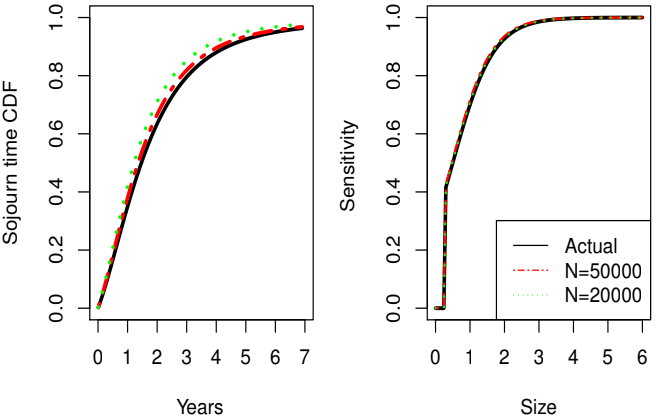 Sojourn time CDF
0.0 0.2 0.4 0.6 0.8 1.0
0 1 2 3 4 5 6 7
Years
Sensitivity
0.0 0.2 0.4 0.6 0.8 1.0
Actual
N=50000
N=20000
0 1 2 3 4 5 6
Size